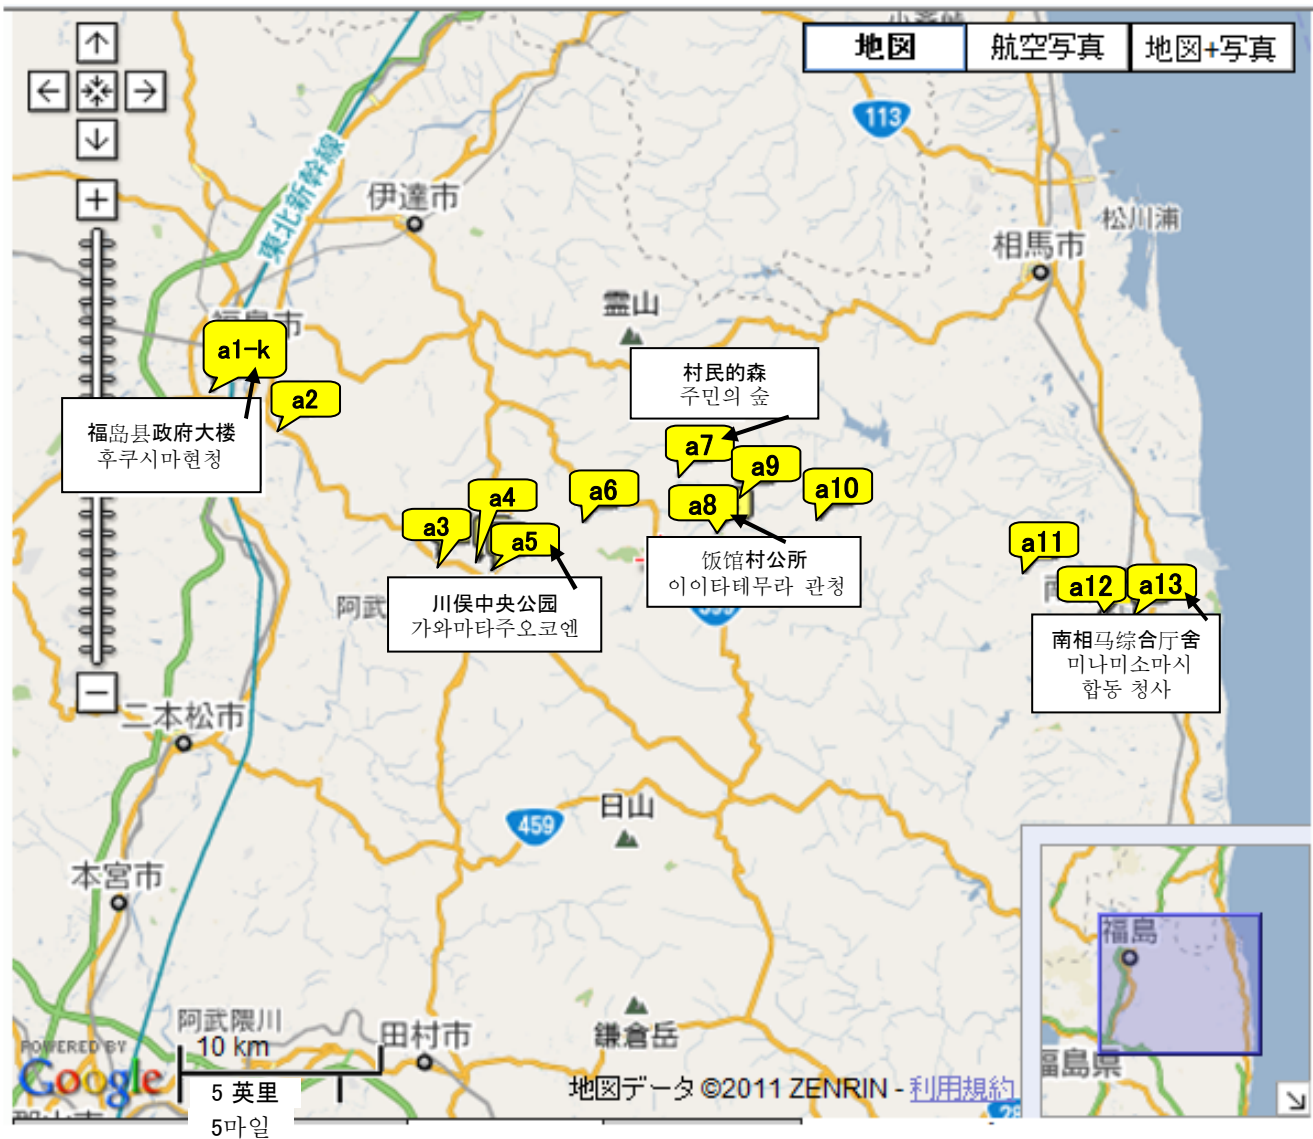 地図
航空写真
地図+写真
113
東北新幹線
伊達市
松川浦
相馬市
霊山
福島市
a1-k
a2
村民的森
주민의 숲
福岛县政府大楼
후쿠시마현청
a7
a9
a10
a6
a4
a8
a3
a5
a11
饭馆村公所
이이타테무라 관청
a12
a13
川俣中央公园
가와마타주오코엔
阿武
南相马综合厅舍
미나미소마시
합동 청사
399
二本松市
459
日山
本宮市
福島
阿武隈川
田村市
鎌倉岳
福島県
10 km
POWERED BY
Google
5 英里
5마일
地図データ ©2011 ZENRIN - 利用規約